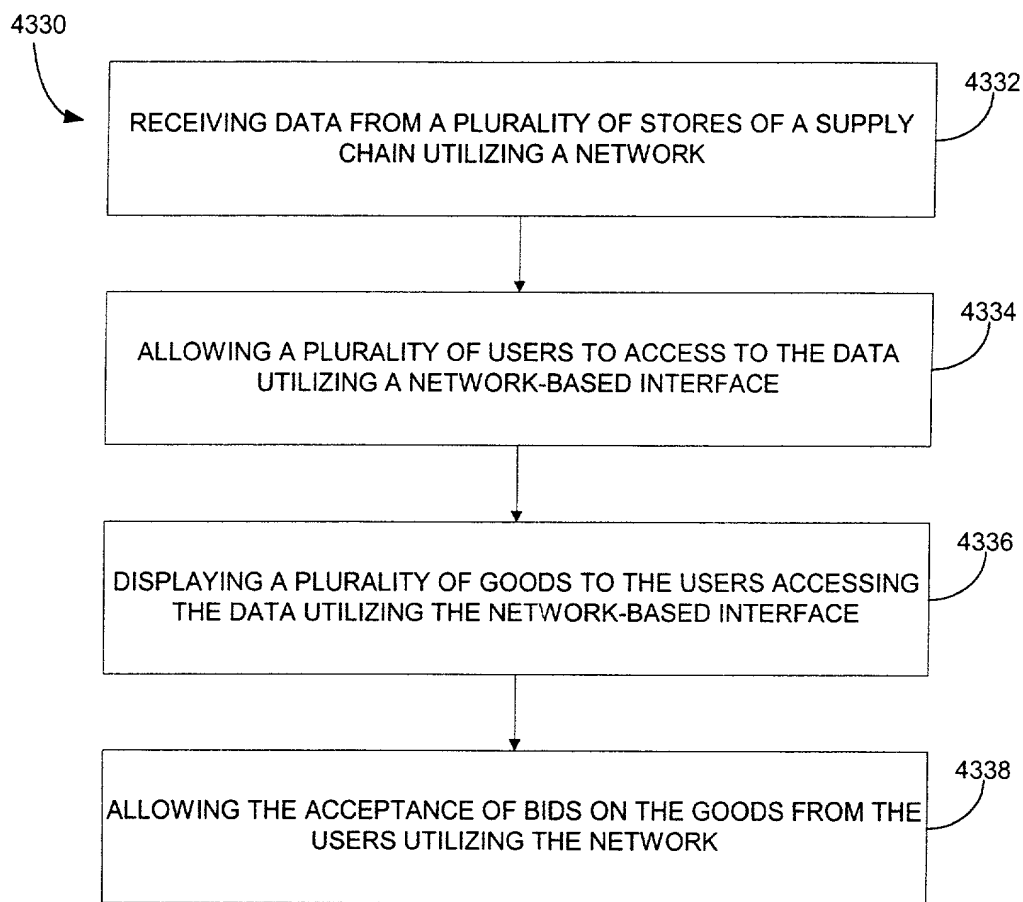 4330
4332
RECEIVING DATA FROM A PLURALITY OF STORES OF A SUPPLY
CHAIN UTILIZING A NETWORK
4334
ALLOWING A PLURALITY OF USERS TO ACCESS TO THE DATA
UTILIZING A NETWORK-BASED INTERFACE
4336
DISPLAYING A PLURALITY OF GOODS TO THE USERS ACCESSING
THE DATA UTILIZING THE NETWORK-BASED INTERFACE
4338
ALLOWING THE ACCEPTANCE OF BIDS ON THE GOODS FROM THE
USERS UTILIZING THE NETWORK